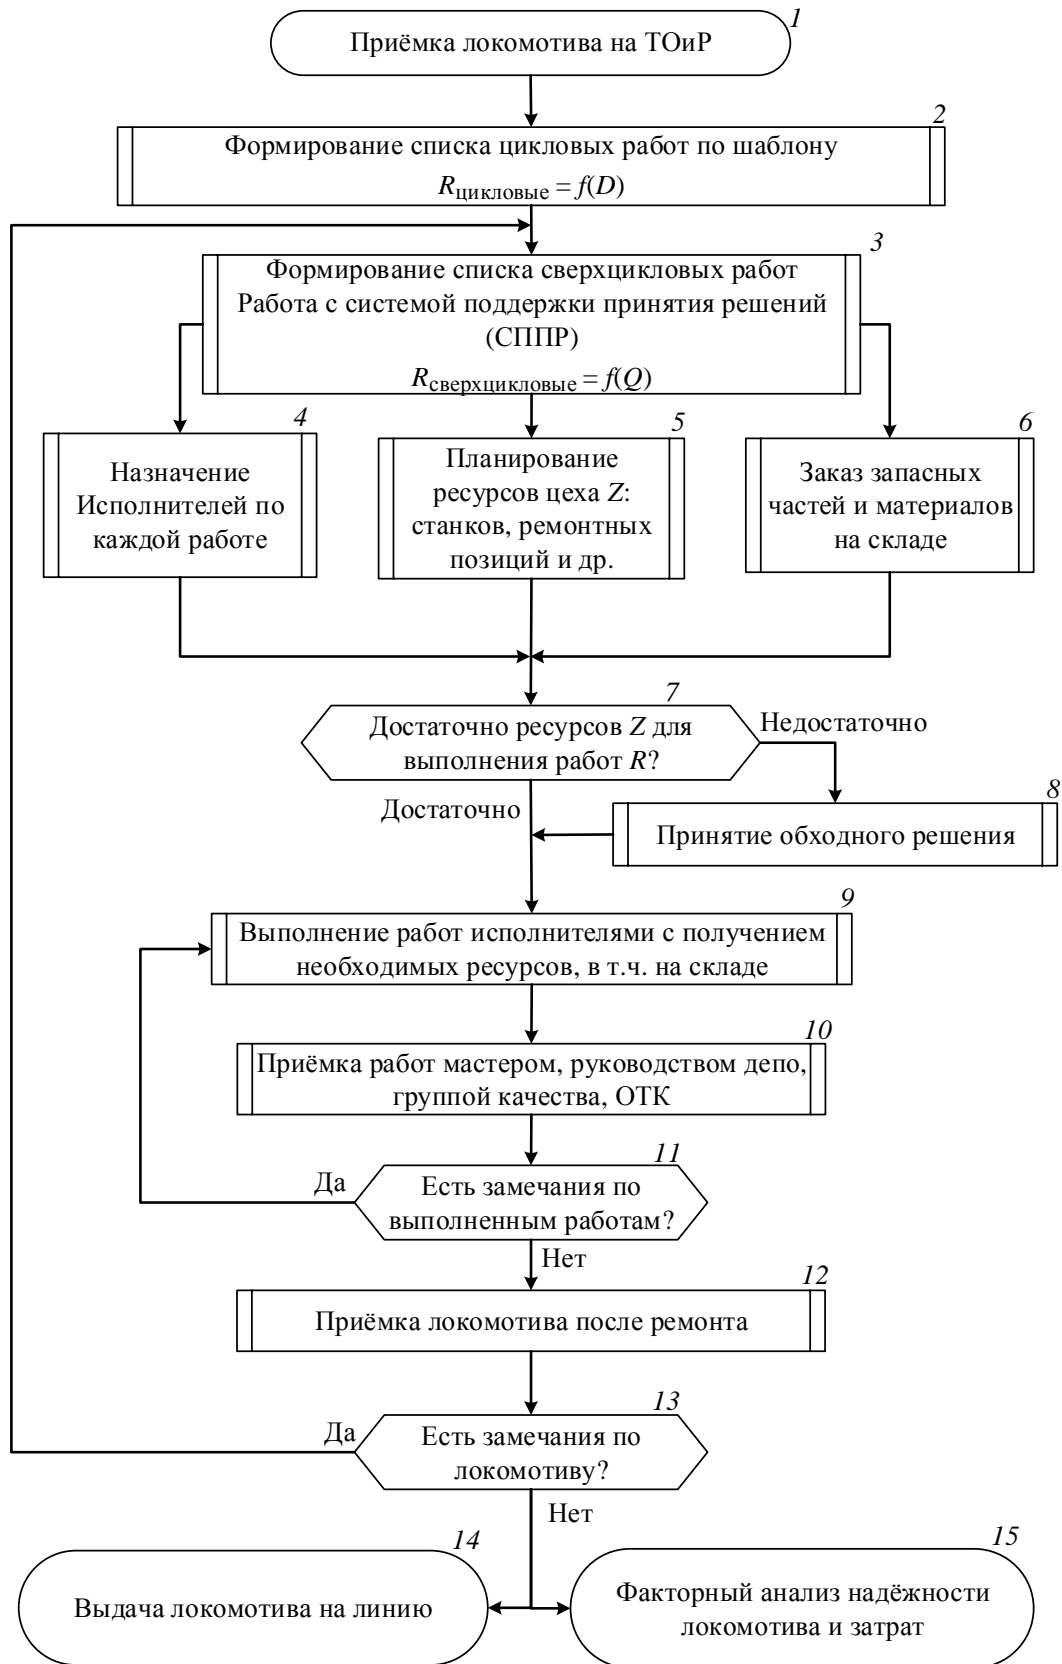 1
Приёмка локомотива на ТОиР
2
Формирование списка цикловых работ по шаблону
Rцикловые = f(D)
3
Формирование списка сверхцикловых работ
Работа с системой поддержки принятия решений
(СППР)
Rсверхцикловые = f(Q)
4
Назначение
Исполнителей по
каждой работе
5
Планирование
ресурсов цеха Z:
станков, ремонтных
позиций и др.
6
Заказ запасных
частей и материалов
на складе
7
Достаточно ресурсов Z для
выполнения работ R?
Недостаточно
Достаточно
8
Принятие обходного решения
9
Выполнение работ исполнителями с получением
необходимых ресурсов, в т.ч. на складе
10
Приёмка работ мастером, руководством депо,
группой качества, ОТК
11
Да
Есть замечания по
выполненным работам?
Нет
12
Приёмка локомотива после ремонта
13
Да
Есть замечания по
локомотиву?
Нет
14
Выдача локомотива на линию
15
Факторный анализ надёжности
локомотива и затрат